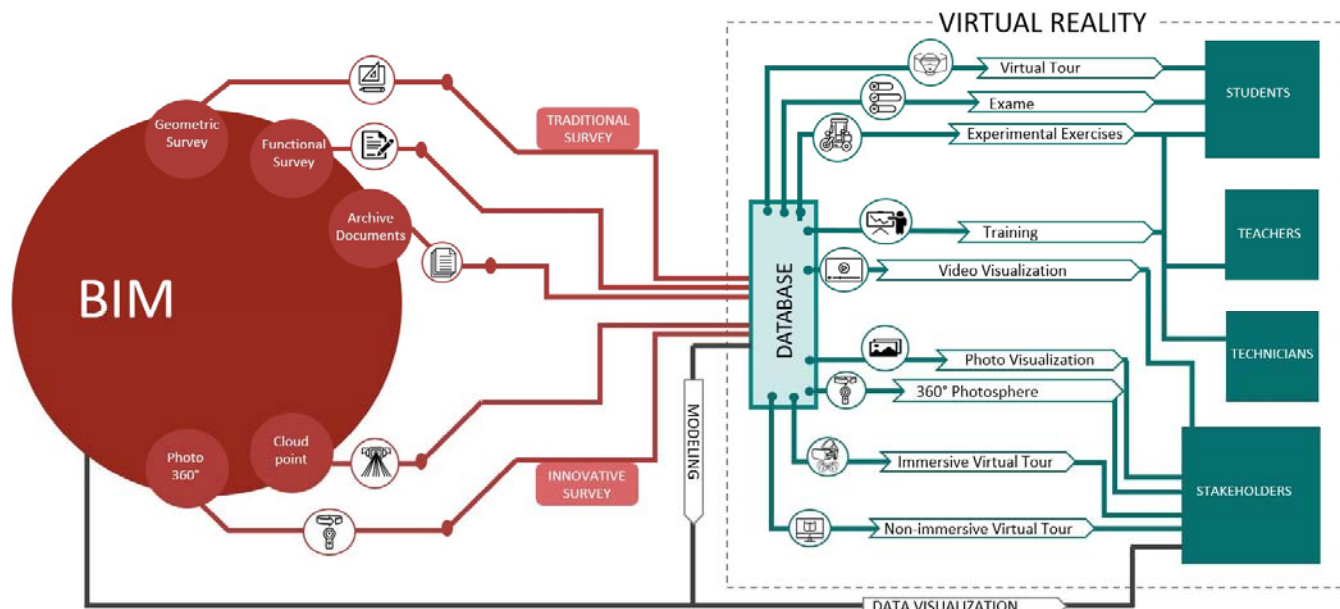 VIRTUAL REALITY
Geometric
Survey
Functional
Survey
Archive
Documents
BIM
Cloud
point
Photo
360°
TRADITIONAL
SURVEY
INNOVATIVE
SURVEY
MODELING
DATABASE
Virtual Tour
Exame
Experimental Exercises
Training
Video Visualization
Photo Visualization
360° Photosphere
Immersive Virtual Tour
Non-immersive Virtual Tour
STUDENTS
TEACHERS
TECHNICIANS
STAKEHOLDERS
DATA VISUALIZATION